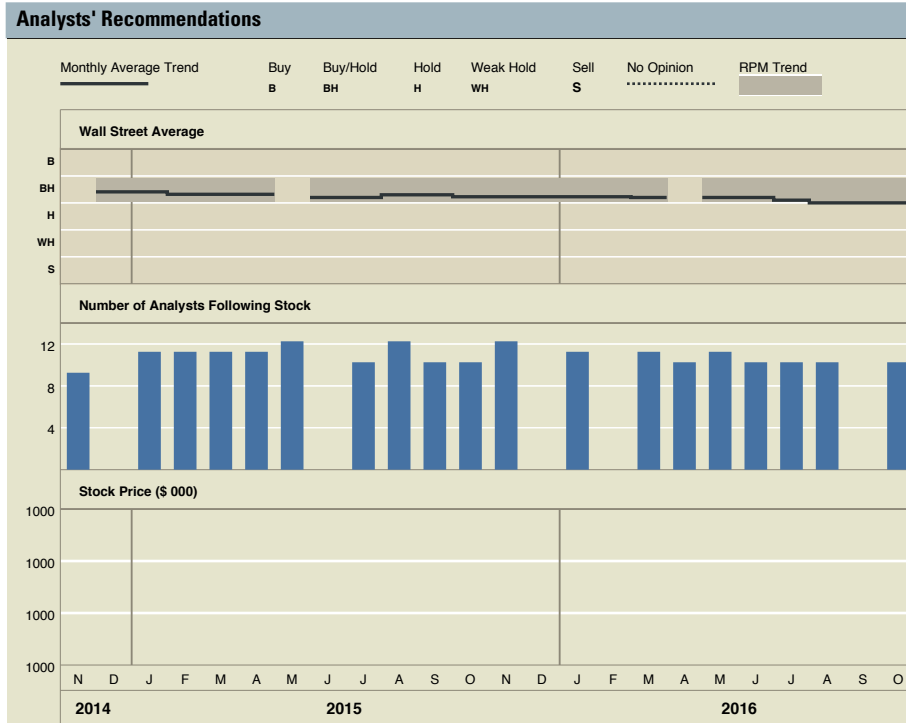 Analysts' Recommendations
Monthly Average Trend Buy Buy/Hold Hold Weak Hold Sell No Opinion RPM Trend
B BH H WH S
Wall Street Average
B
BH
H
WH
S
Number of Analysts Following Stock
12
8
4
Stock Price ($ 000)
1000
1000
1000
1000
N D J F M A M J J A S O N D J F M A M J J A S O
2014 2015 2016